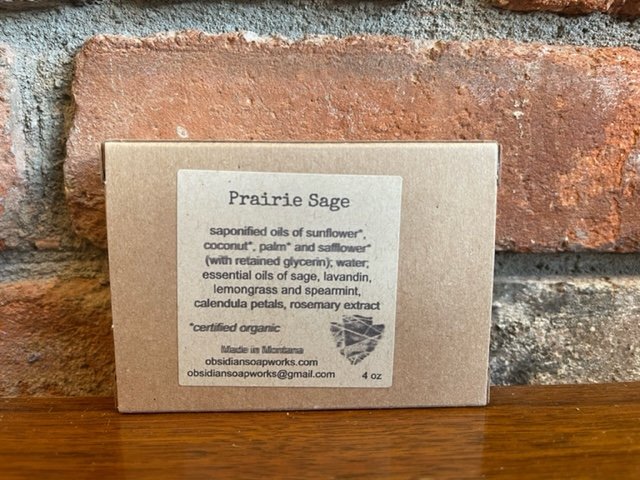 Prairie Sage
saponified oils of sunflower*,
coconut*, palm* and safflower*
(with retained glycerin); water;
essential oils of sage, lavandin,
lemongrass and spearmint,
calendula petals, rosemary extract
*certified organic
Made in Montana
obsidiansoapworks.com
obsidiansoapworks@gmail.com
4 oz